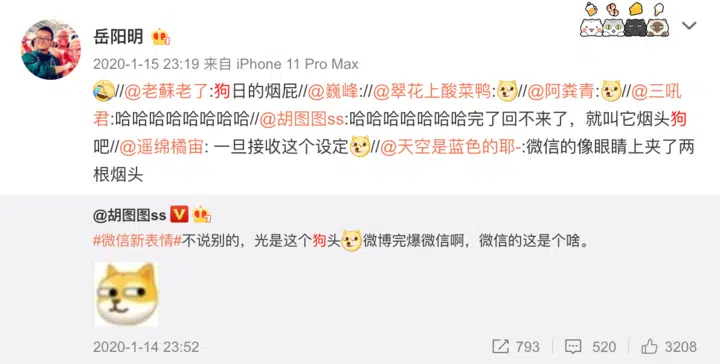 岳阳明
2020-1-15 23:19 来自 iPhone 11 Pro Max
//@老蘇老了:狗日的烟屁//@巍峰://@翠花上酸菜鸭://@阿粪青://@三吼
君:哈哈哈哈哈哈哈哈//@胡图图ss:哈哈哈哈哈哈哈完了回不来了，就叫它烟头狗
吧//@遥绵橘宙: 一旦接收这个设定//@天空是蓝色的耶-:微信的像眼睛上夹了两
根烟头
@胡图图ss
#微信新表情#不说别的，光是这个狗头微博完爆微信啊，微信的这是个啥。
2020-1-14 23:52 793 520 3208